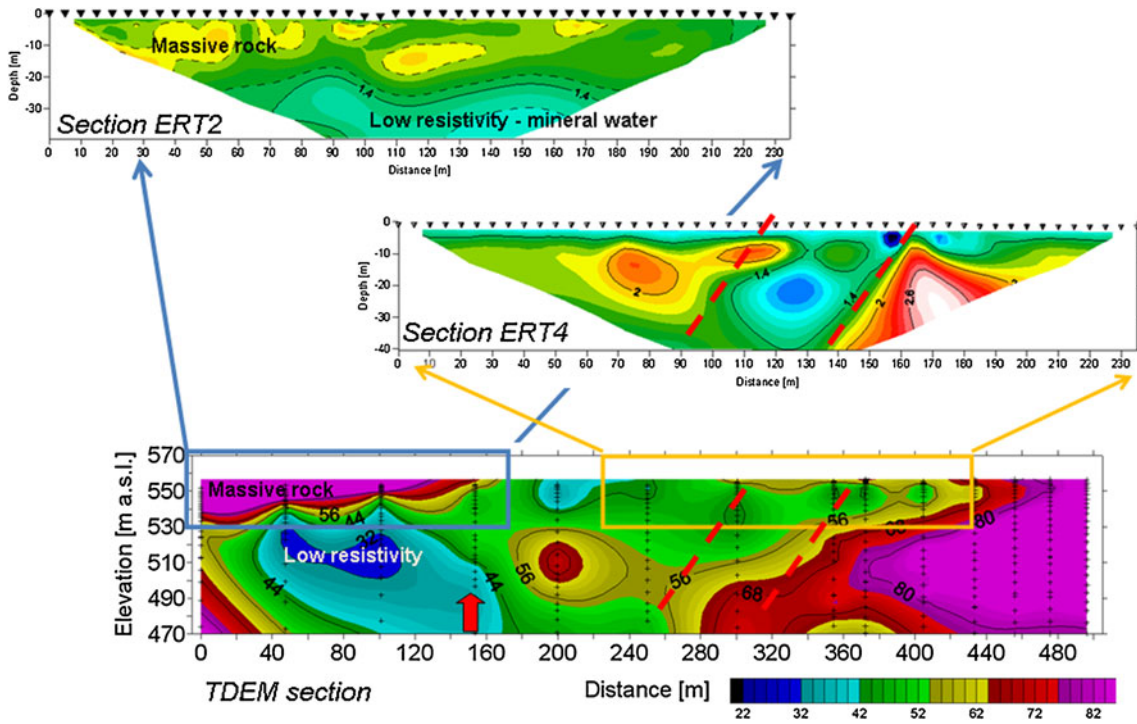 0
-10
-20
-30
Depth [m]
Massive rock
1.4
1.4
Low resistivity - mineral water
Section ERT2
0 10 20 30 40 50 60 70 80 90 100 110 120 130 140 150 160 170 180 190 200 210 220 230
Distance [m]
0
-10
-20
-30
-40
Depth [m]
2
1.4
1.4
2
2.6
2
Section ERT4
0 10 20 30 40 50 60 70 80 90 100 110 120 130 140 150 160 170 180 190 200 210 220 230
Distance [m]
570
550
530
510
490
470
Elevation [m a.s.l.]
Massive rock
56
44
32
Low resistivity
44
44
56
56
68
56
80
80
0 40 80 120 160 200 240 280 320 360 400 440 480
TDEM section
Distance [m]
22 32 42 52 62 72 82